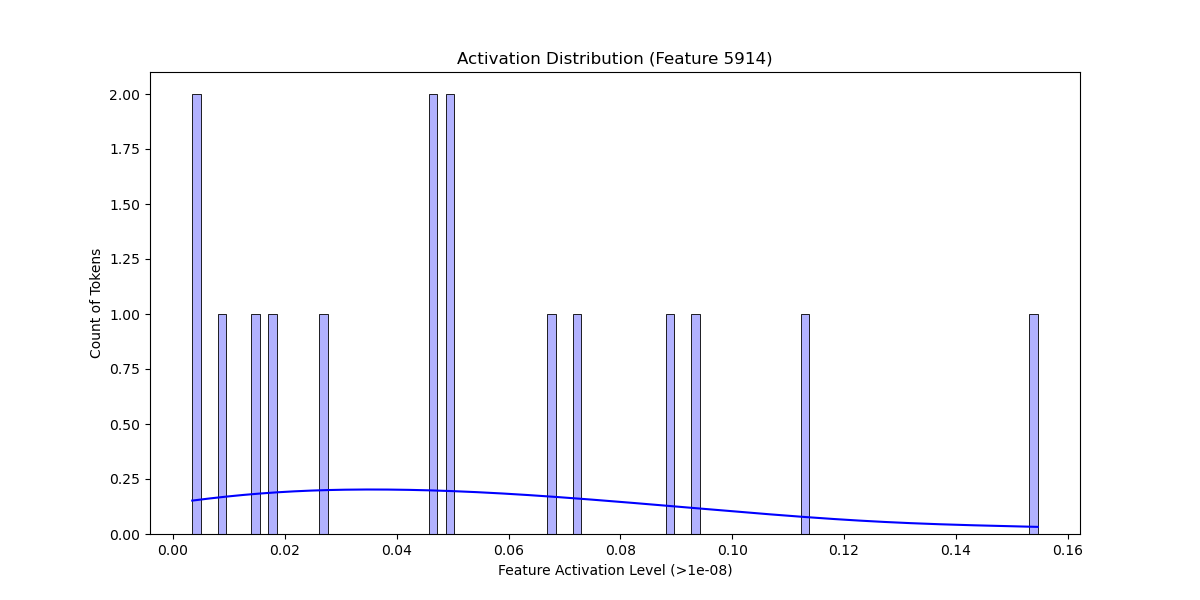 Activation Distribution (Feature 5914)
Count of Tokens
2.00
1.75
1.50
1.25
1.00
0.75
0.50
0.25
0.00
0.00 0.02 0.04 0.06 0.08 0.10 0.12 0.14 0.16
Feature Activation Level (>1e-08)